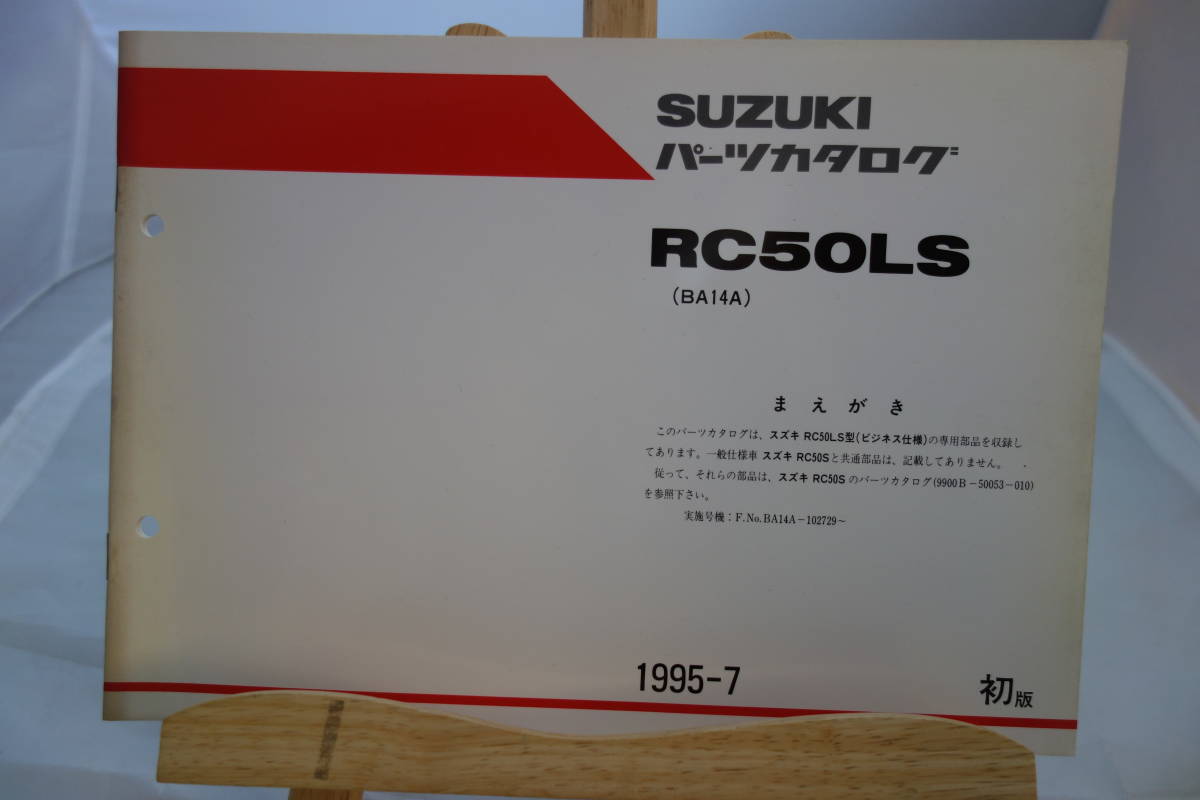 SUZUKI
パーツカタログ
RC50LS
(BA14A)
まえがき
このパーツカタログは、スズキ RC50LS型(ビジネス仕様)の専用部品を収録し
てあります。一般仕様車 スズキ RC50Sと共通部品は、記載してありません。
従って、それらの部品は、スズキ RC50S のパーツカタログ(9900B-50053-010)
を参照下さい。
実施号機：F.No.BA14A-102729~
1995-7
初版